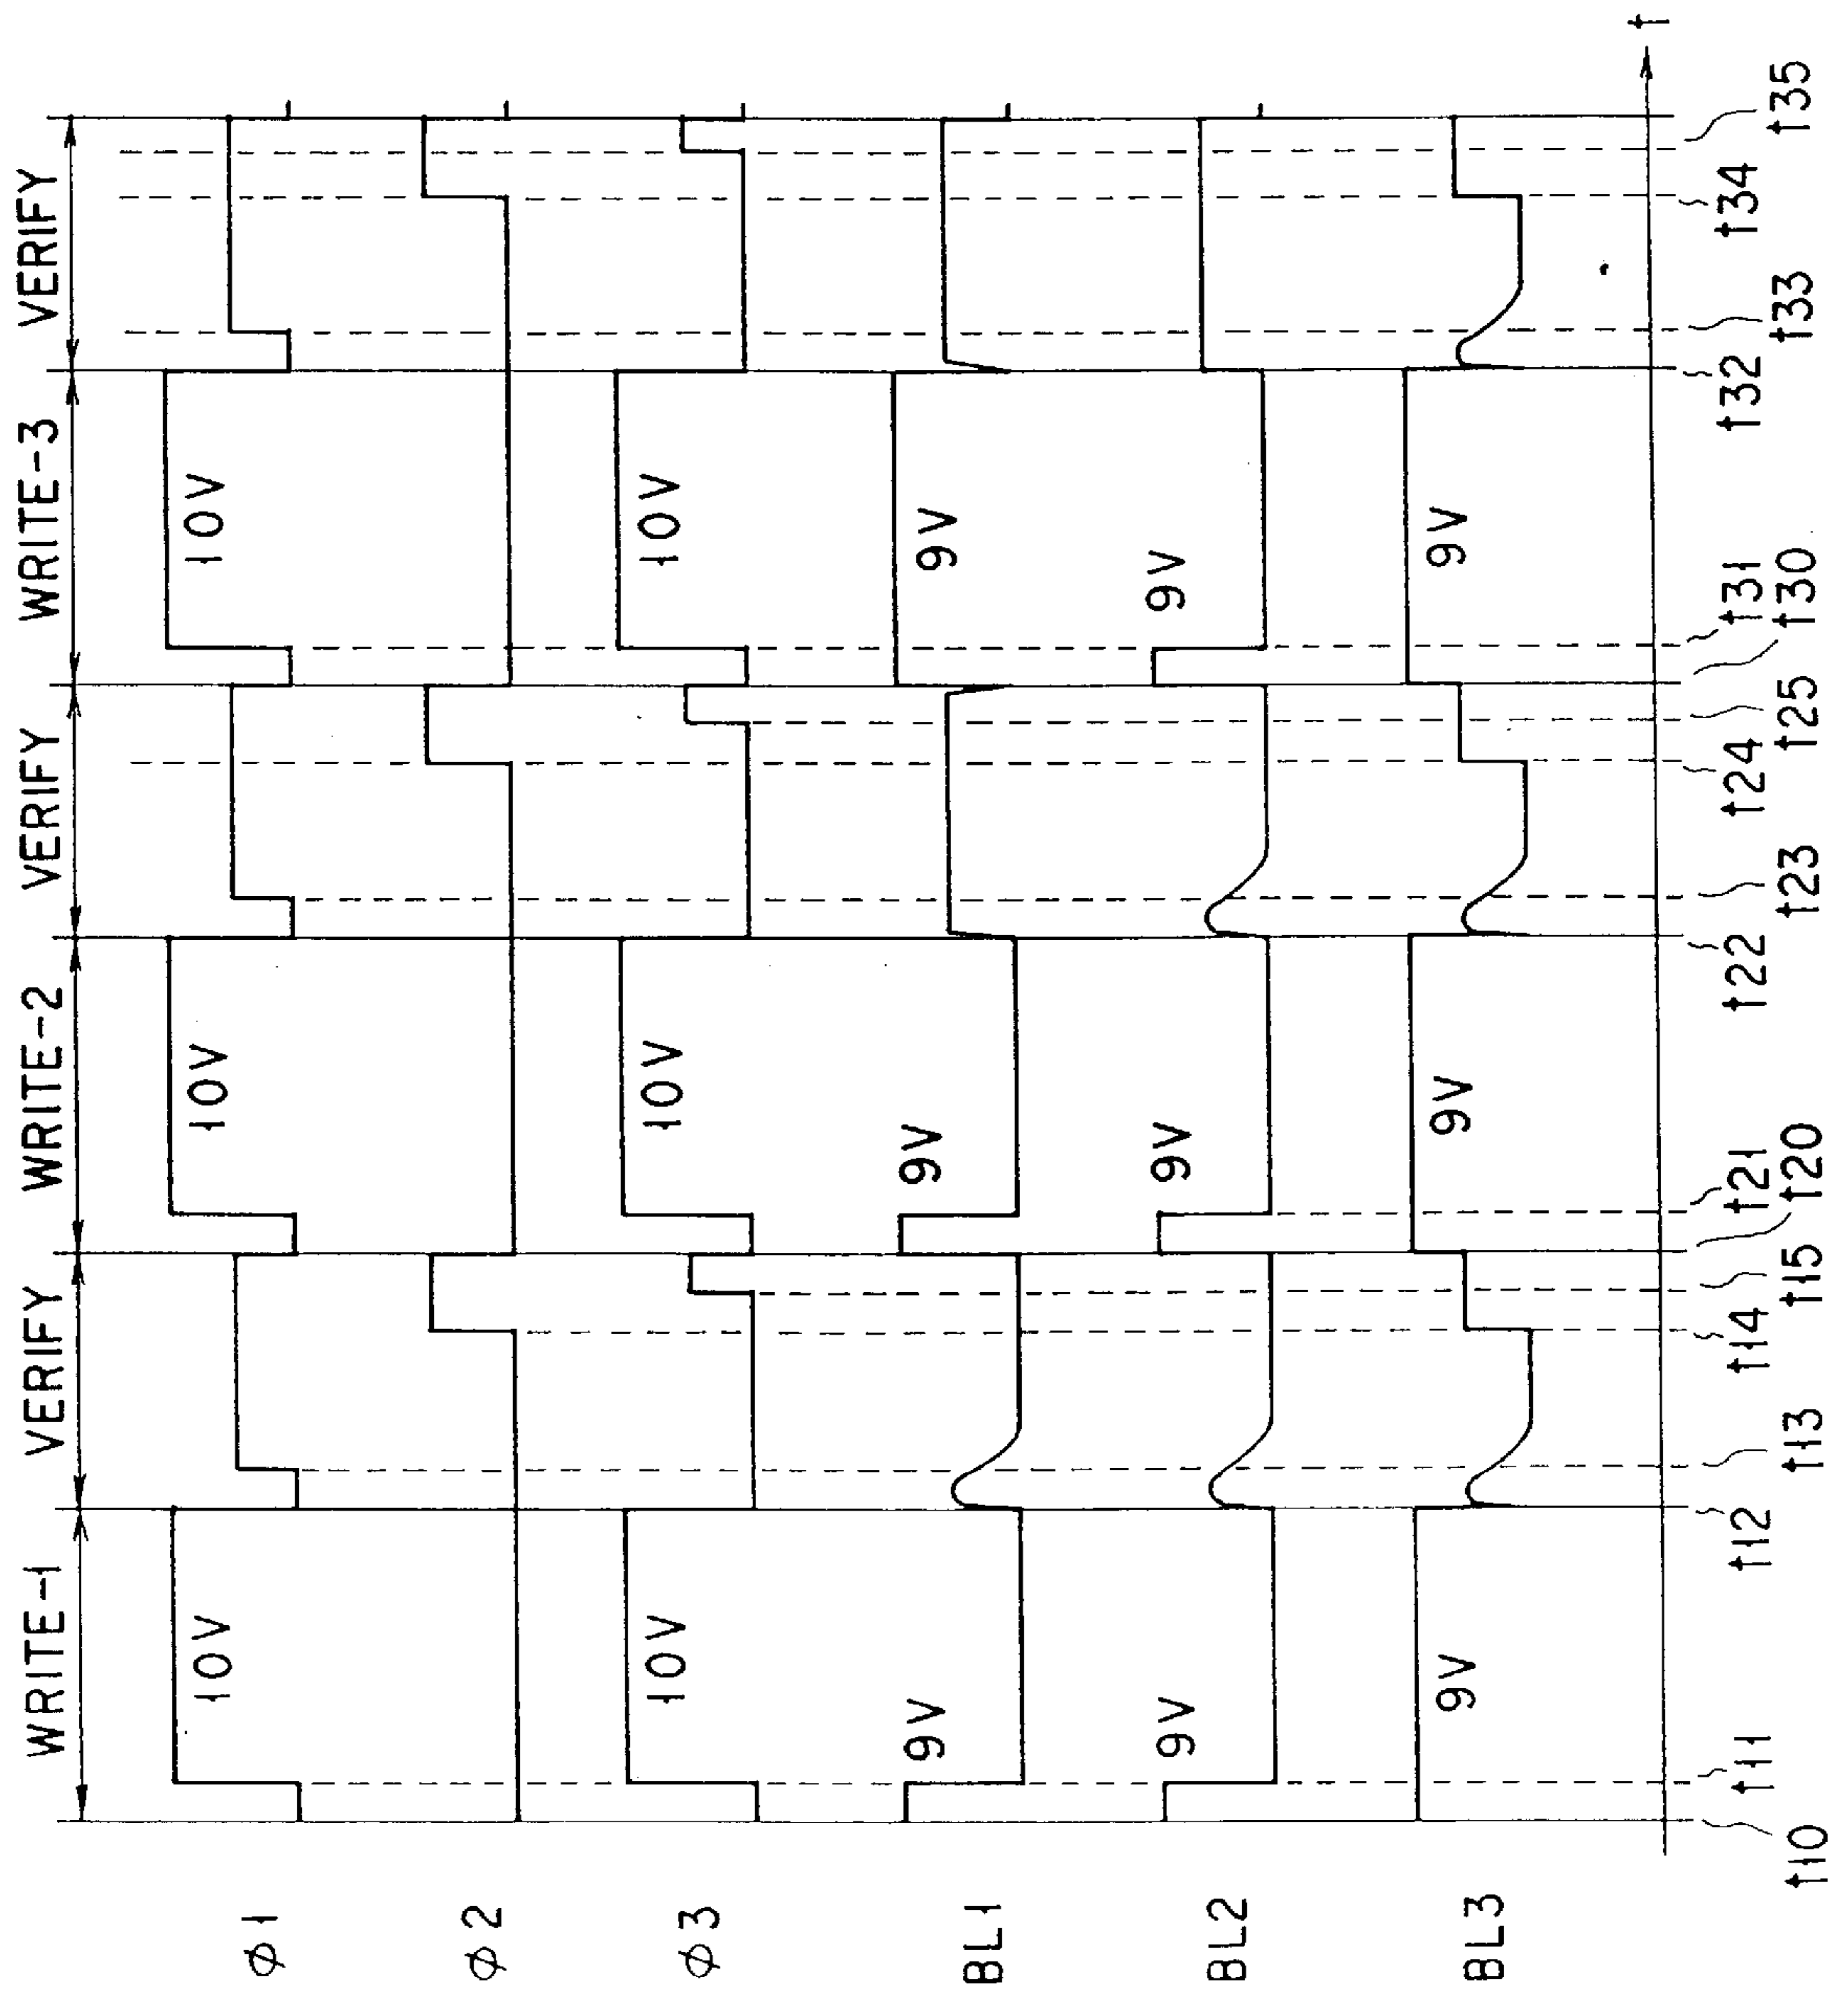 WRITE-1 VERIFY WRITE-2 VERIFY WRITE-3 VERIFY
φ1 10V 10V 10V
φ2
φ3 10V 10V 10V
BL1 9V 9V 9V
BL2 9V 9V 9V
BL3 9V 9V 9V
t
t10 t11 t12 t13 t14 t15 t20 t21 t22 t23 t24 t25 t30 t31 t32 t33 t34 t35